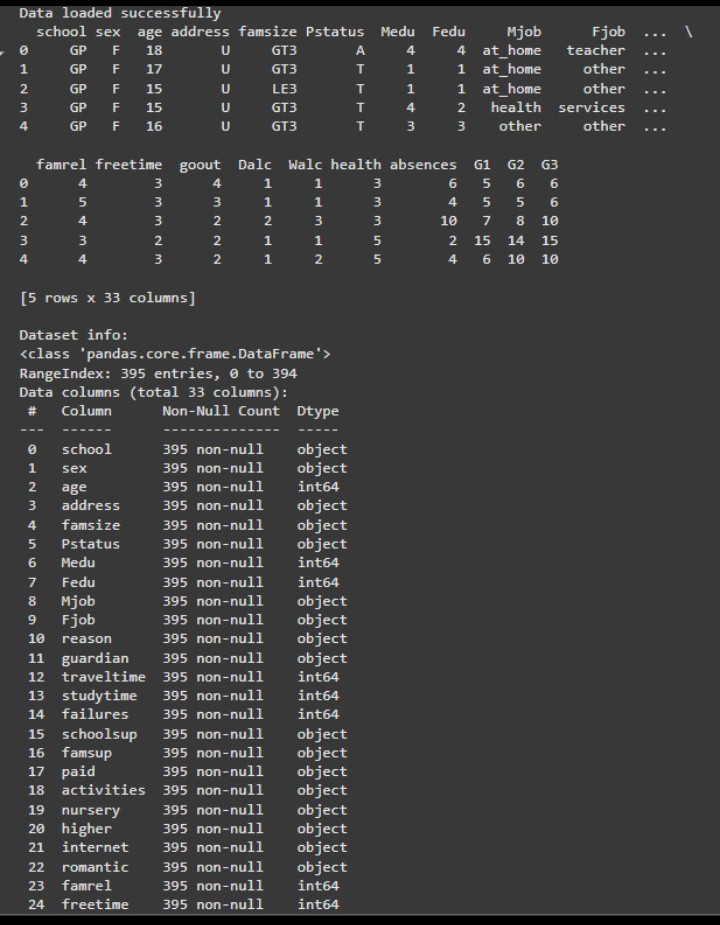 Data loaded successfully
school sex age address famsize Pstatus Medu Fedu Mjob Fjob ... \
0 GP F 18 U GT3 A 4 4 at_home teacher ...
1 GP F 17 U GT3 T 1 1 at_home other ...
2 GP F 15 U LE3 T 1 1 at_home other ...
3 GP F 15 U GT3 T 4 2 health services ...
4 GP F 16 U GT3 T 3 3 other other ...
famrel freetime goout Dalc Walc health absences G1 G2 G3
0 4 3 4 1 1 3 6 5 6 6
1 5 3 3 1 1 3 4 5 5 6
2 4 3 2 2 3 3 10 7 8 10
3 3 2 2 1 1 5 2 15 14 15
4 4 3 2 1 2 5 4 6 10 10
[5 rows x 33 columns]
Dataset info:
<class 'pandas.core.frame.DataFrame'>
RangeIndex: 395 entries, 0 to 394
Data columns (total 33 columns):
# Column Non-Null Count Dtype
--- ------ -------------- -----
0 school 395 non-null object
1 sex 395 non-null object
2 age 395 non-null int64
3 address 395 non-null object
4 famsize 395 non-null object
5 Pstatus 395 non-null object
6 Medu 395 non-null int64
7 Fedu 395 non-null int64
8 Mjob 395 non-null object
9 Fjob 395 non-null object
10 reason 395 non-null object
11 guardian 395 non-null object
12 traveltime 395 non-null int64
13 studytime 395 non-null int64
14 failures 395 non-null int64
15 schoolsup 395 non-null object
16 famsup 395 non-null object
17 paid 395 non-null object
18 activities 395 non-null object
19 nursery 395 non-null object
20 higher 395 non-null object
21 internet 395 non-null object
22 romantic 395 non-null object
23 famrel 395 non-null int64
24 freetime 395 non-null int64